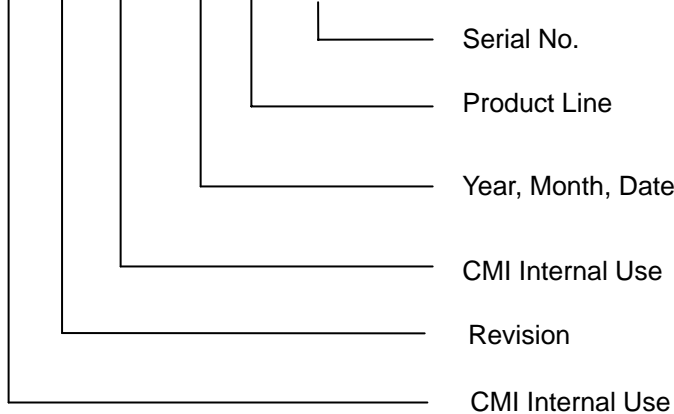 Serial No.
Product Line
Year, Month, Date
CMI Internal Use
Revision
CMI Internal Use